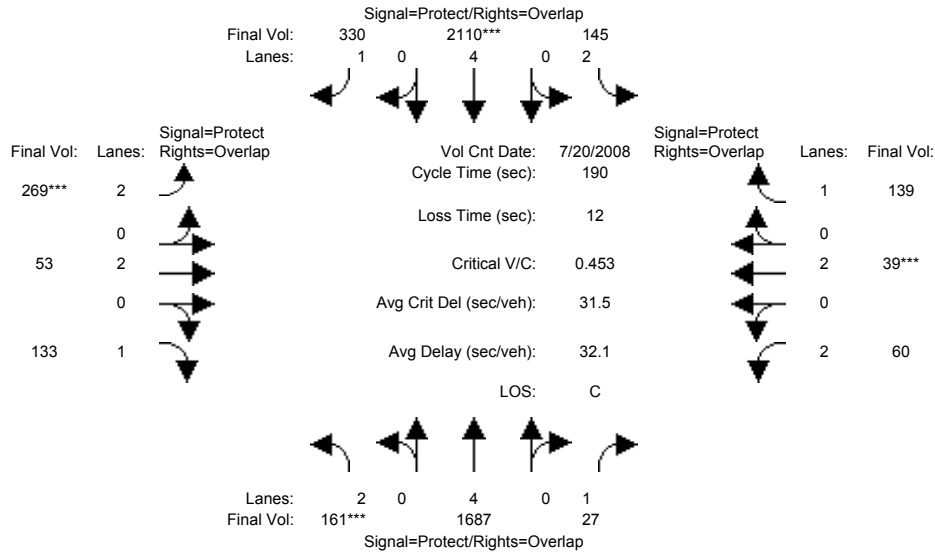 Signal=Protect/Rights=Overlap
Final Vol: 330 2110*** 145
Lanes: 1 0 4 0 2
Signal=Protect
Final Vol: Lanes: Rights=Overlap
Vol Cnt Date: 7/20/2008
Signal=Protect
Rights=Overlap Lanes: Final Vol:
Cycle Time (sec): 190
269*** 2
1 139
Loss Time (sec): 12
0
0
53 2
Critical V/C: 0.453
2 39***
0
Avg Crit Del (sec/veh): 31.5
0
133 1
Avg Delay (sec/veh): 32.1
2 60
LOS: C
Lanes: 2 0 4 0 1
Final Vol: 161*** 1687 27
Signal=Protect/Rights=Overlap